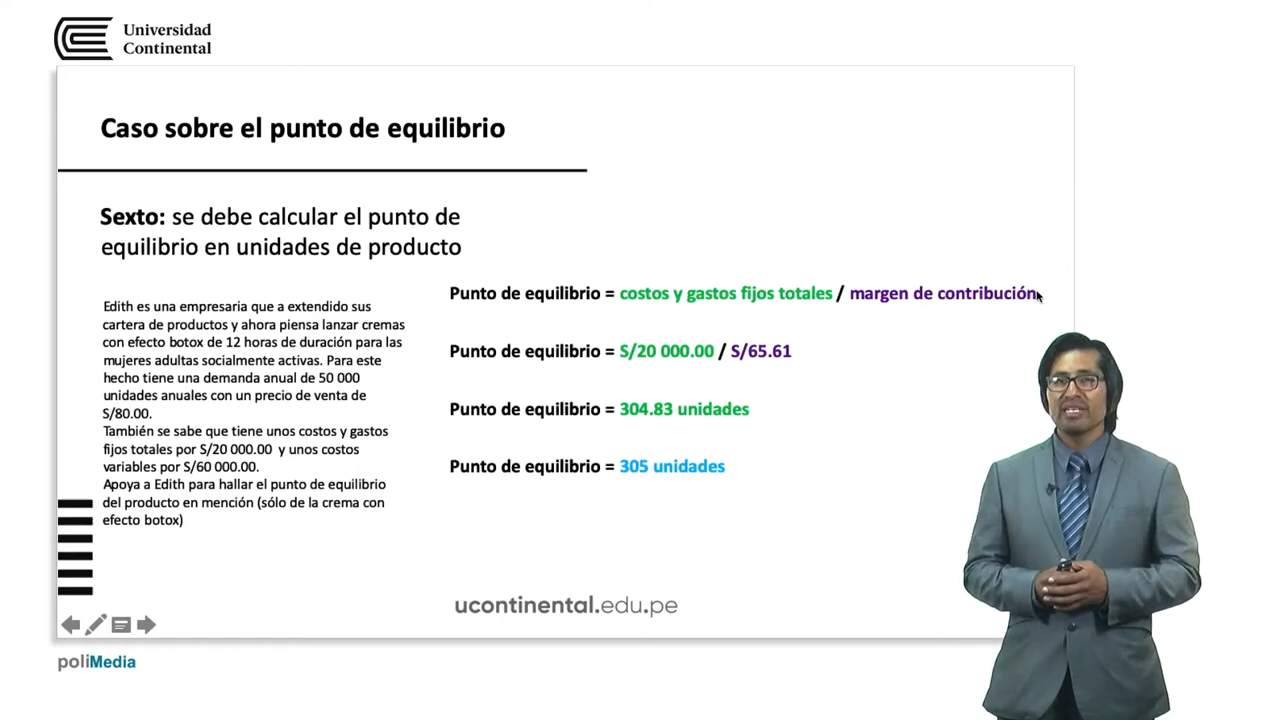 Universidad
Continental
Caso sobre el punto de equilibrio
Sexto: se debe calcular el punto de
equilibrio en unidades de producto
Edith es una empresaria que a extendido sus
cartera de productos y ahora piensa lanzar cremas
con efecto botox de 12 horas de duración para las
mujeres adultas socialmente activas. Para este
hecho tiene una demanda anual de 50 000
unidades anuales con un precio de venta de
S/80.00.
También se sabe que tiene unos costos y gastos
fijos totales por S/20 000.00 y unos costos
variables por S/60 000.00.
Apoya a Edith para hallar el punto de equilibrio
del producto en mención (sólo de la crema con
efecto botox)
Punto de equilibrio = costos y gastos fijos totales / margen de contribución
Punto de equilibrio = S/20 000.00 / S/65.61
Punto de equilibrio = 304.83 unidades
Punto de equilibrio = 305 unidades
ucontinental.edu.pe
poliMedia